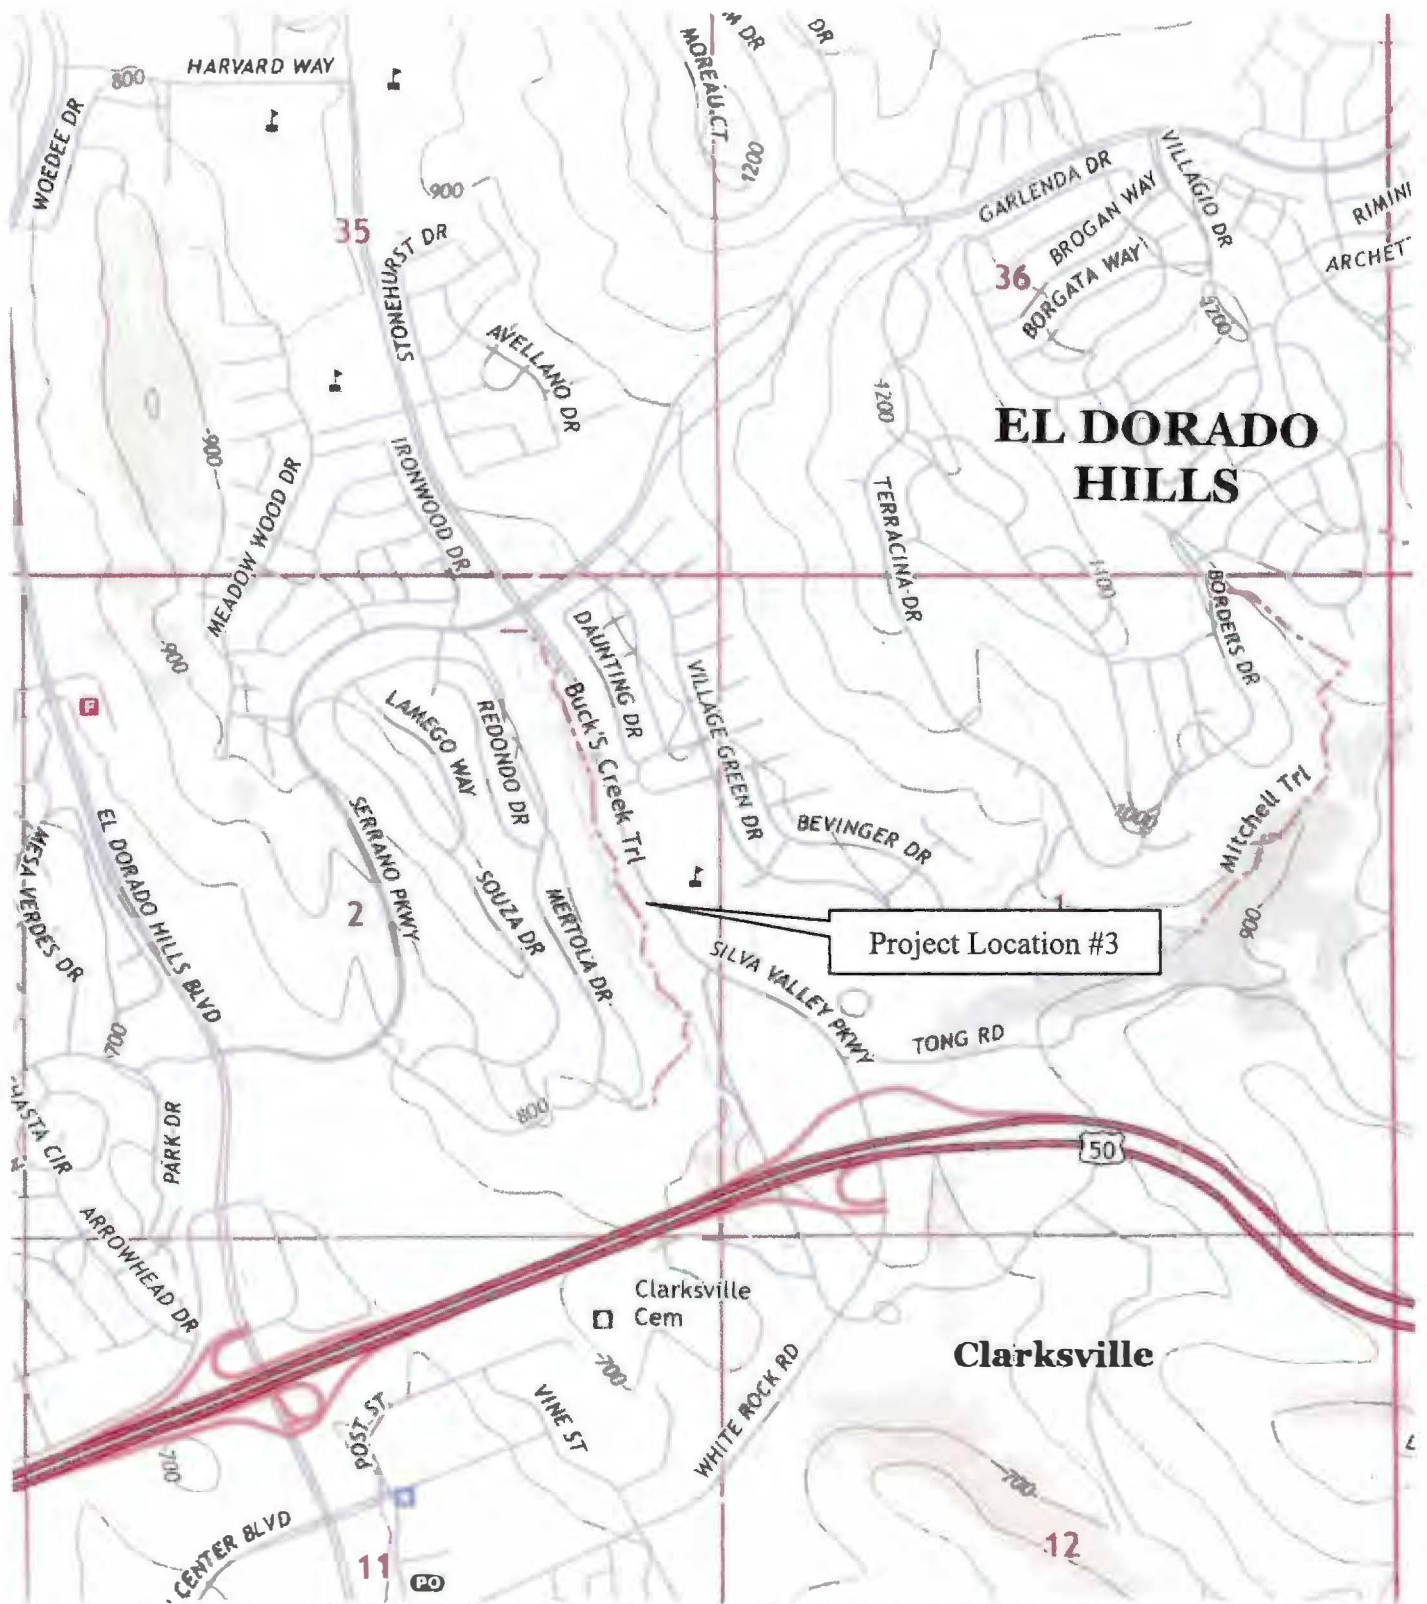 HARVARD WAY
800
WOEDEE DR
MOREAU CT
DR
1200
900
35
STONEHURST DR
GARLENDA DR
VILLAGIO DR
BROGAN WAY
36
BORGATA WAY
RIMINI
ARCHET
1200
AVELLANO DR
1200
EL DORADO
HILLS
900
IRONWOOD DR
MEADOW WOOD DR
TERRACINA DR
1100
BORDERS DR
900
F
DAUNTING DR
Buck'S Creek Trl
VILLAGE GREEN DR
LAMEGO WAY
REDONDO DR
Mitchell Trl
1000
SERRANO PKWY
EL DORADO HILLS BLVD
MESA VERDES DR
BEVINGER DR
SOUZA DR
MERTOLA DR
2
1
900
Project Location #3
SILVA VALLEY PKWY
TONG RD
700
800
PARK DR
50
ARROWHEAD DR
Clarksville
Cem
Clarksville
700
WHITE ROCK RD
VINE ST
POST ST
700
700
CENTER BLVD
11
PO
12